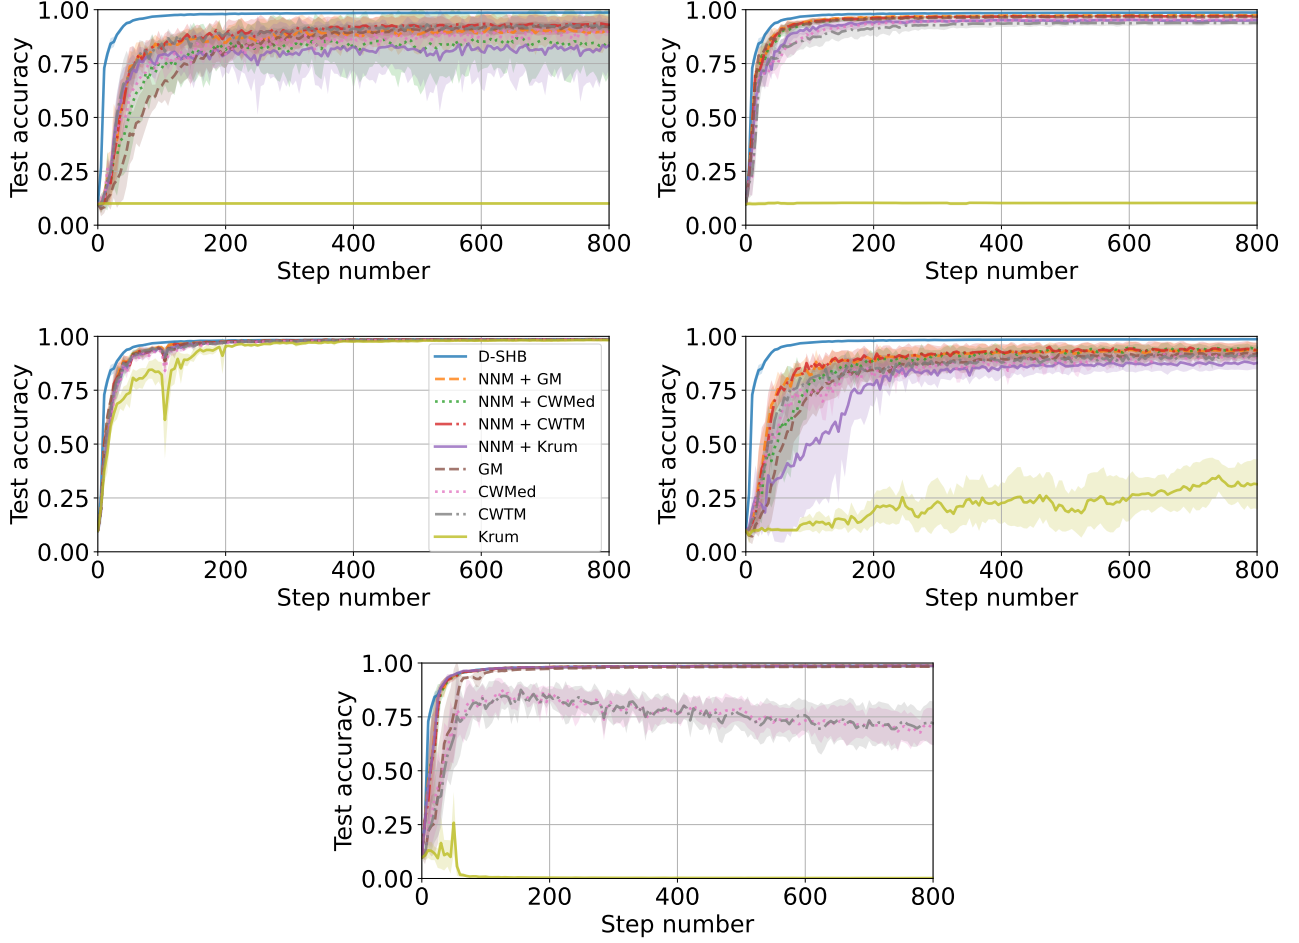 1.00
0.75
0.50
0.25
0.00
Test accuracy
0 200 400 600 800
Step number
1.00
0.75
0.50
0.25
0.00
Test accuracy
0 200 400 600 800
Step number
1.00
0.75
0.50
0.25
0.00
Test accuracy
D-SHB
NNM + GM
NNM + CWMed
NNM + CWTM
NNM + Krum
GM
CWMed
CWTM
Krum
0 200 400 600 800
Step number
1.00
0.75
0.50
0.25
0.00
Test accuracy
0 200 400 600 800
Step number
1.00
0.75
0.50
0.25
0.00
Test accuracy
0 200 400 600 800
Step number